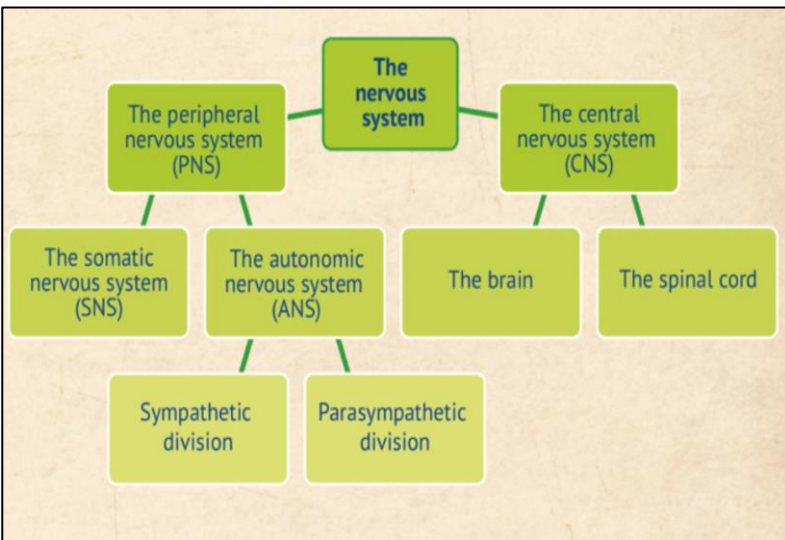 The
nervous
system
The peripheral
nervous system
(PNS)
The central
nervous system
(CNS)
The somatic
nervous system
(SNS)
The autonomic
nervous system
(ANS)
The brain
The spinal cord
Sympathetic
division
Parasympathetic
division